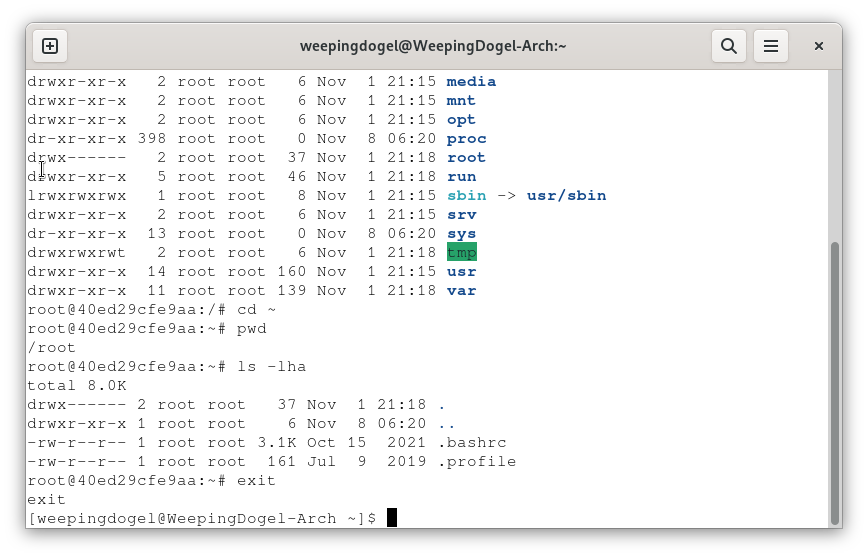 weepingdogel@WeepingDogel-Arch:~
drwxr-xr-x   2 root root   6 Nov  1 21:15 media
drwxr-xr-x   2 root root   6 Nov  1 21:15 mnt
drwxr-xr-x   2 root root   6 Nov  1 21:15 opt
dr-xr-xr-x 398 root root   0 Nov  8 06:20 proc
drwx------   2 root root  37 Nov  1 21:18 root
drwxr-xr-x   5 root root  46 Nov  1 21:18 run
lrwxrwxrwx   1 root root   8 Nov  1 21:15 sbin -> usr/sbin
drwxr-xr-x   2 root root   6 Nov  1 21:15 srv
dr-xr-xr-x  13 root root   0 Nov  8 06:20 sys
drwxrwxrwt   2 root root   6 Nov  1 21:18 tmp
drwxr-xr-x  14 root root 160 Nov  1 21:15 usr
drwxr-xr-x  11 root root 139 Nov  1 21:18 var
root@40ed29cfe9aa:/# cd ~
root@40ed29cfe9aa:~# pwd
/root
root@40ed29cfe9aa:~# ls -lha
total 8.0K
drwx------ 2 root root   37 Nov  1 21:18 .
drwxr-xr-x 1 root root    6 Nov  8 06:20 ..
-rw-r--r-- 1 root root 3.1K Oct 15  2021 .bashrc
-rw-r--r-- 1 root root  161 Jul  9  2019 .profile
root@40ed29cfe9aa:~# exit
exit
[weepingdogel@WeepingDogel-Arch ~]$